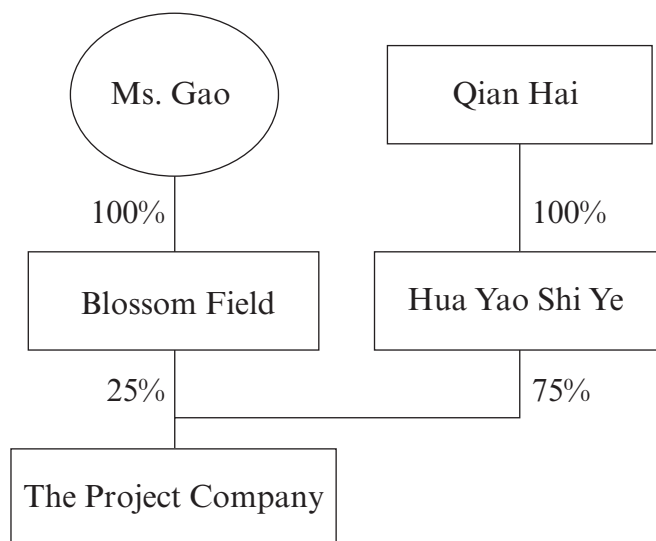 Ms. Gao
Qian Hai
100%
100%
Blossom Field
Hua Yao Shi Ye
25%
75%
The Project Company